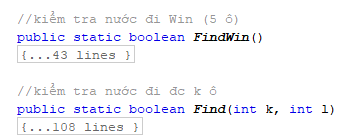 //kiểm tra nước đi Win (5 ô)
public static boolean FindWin()
{...43 lines }
//kiểm tra nước đi đc k ô
public static boolean Find(int k, int l)
{...108 lines }